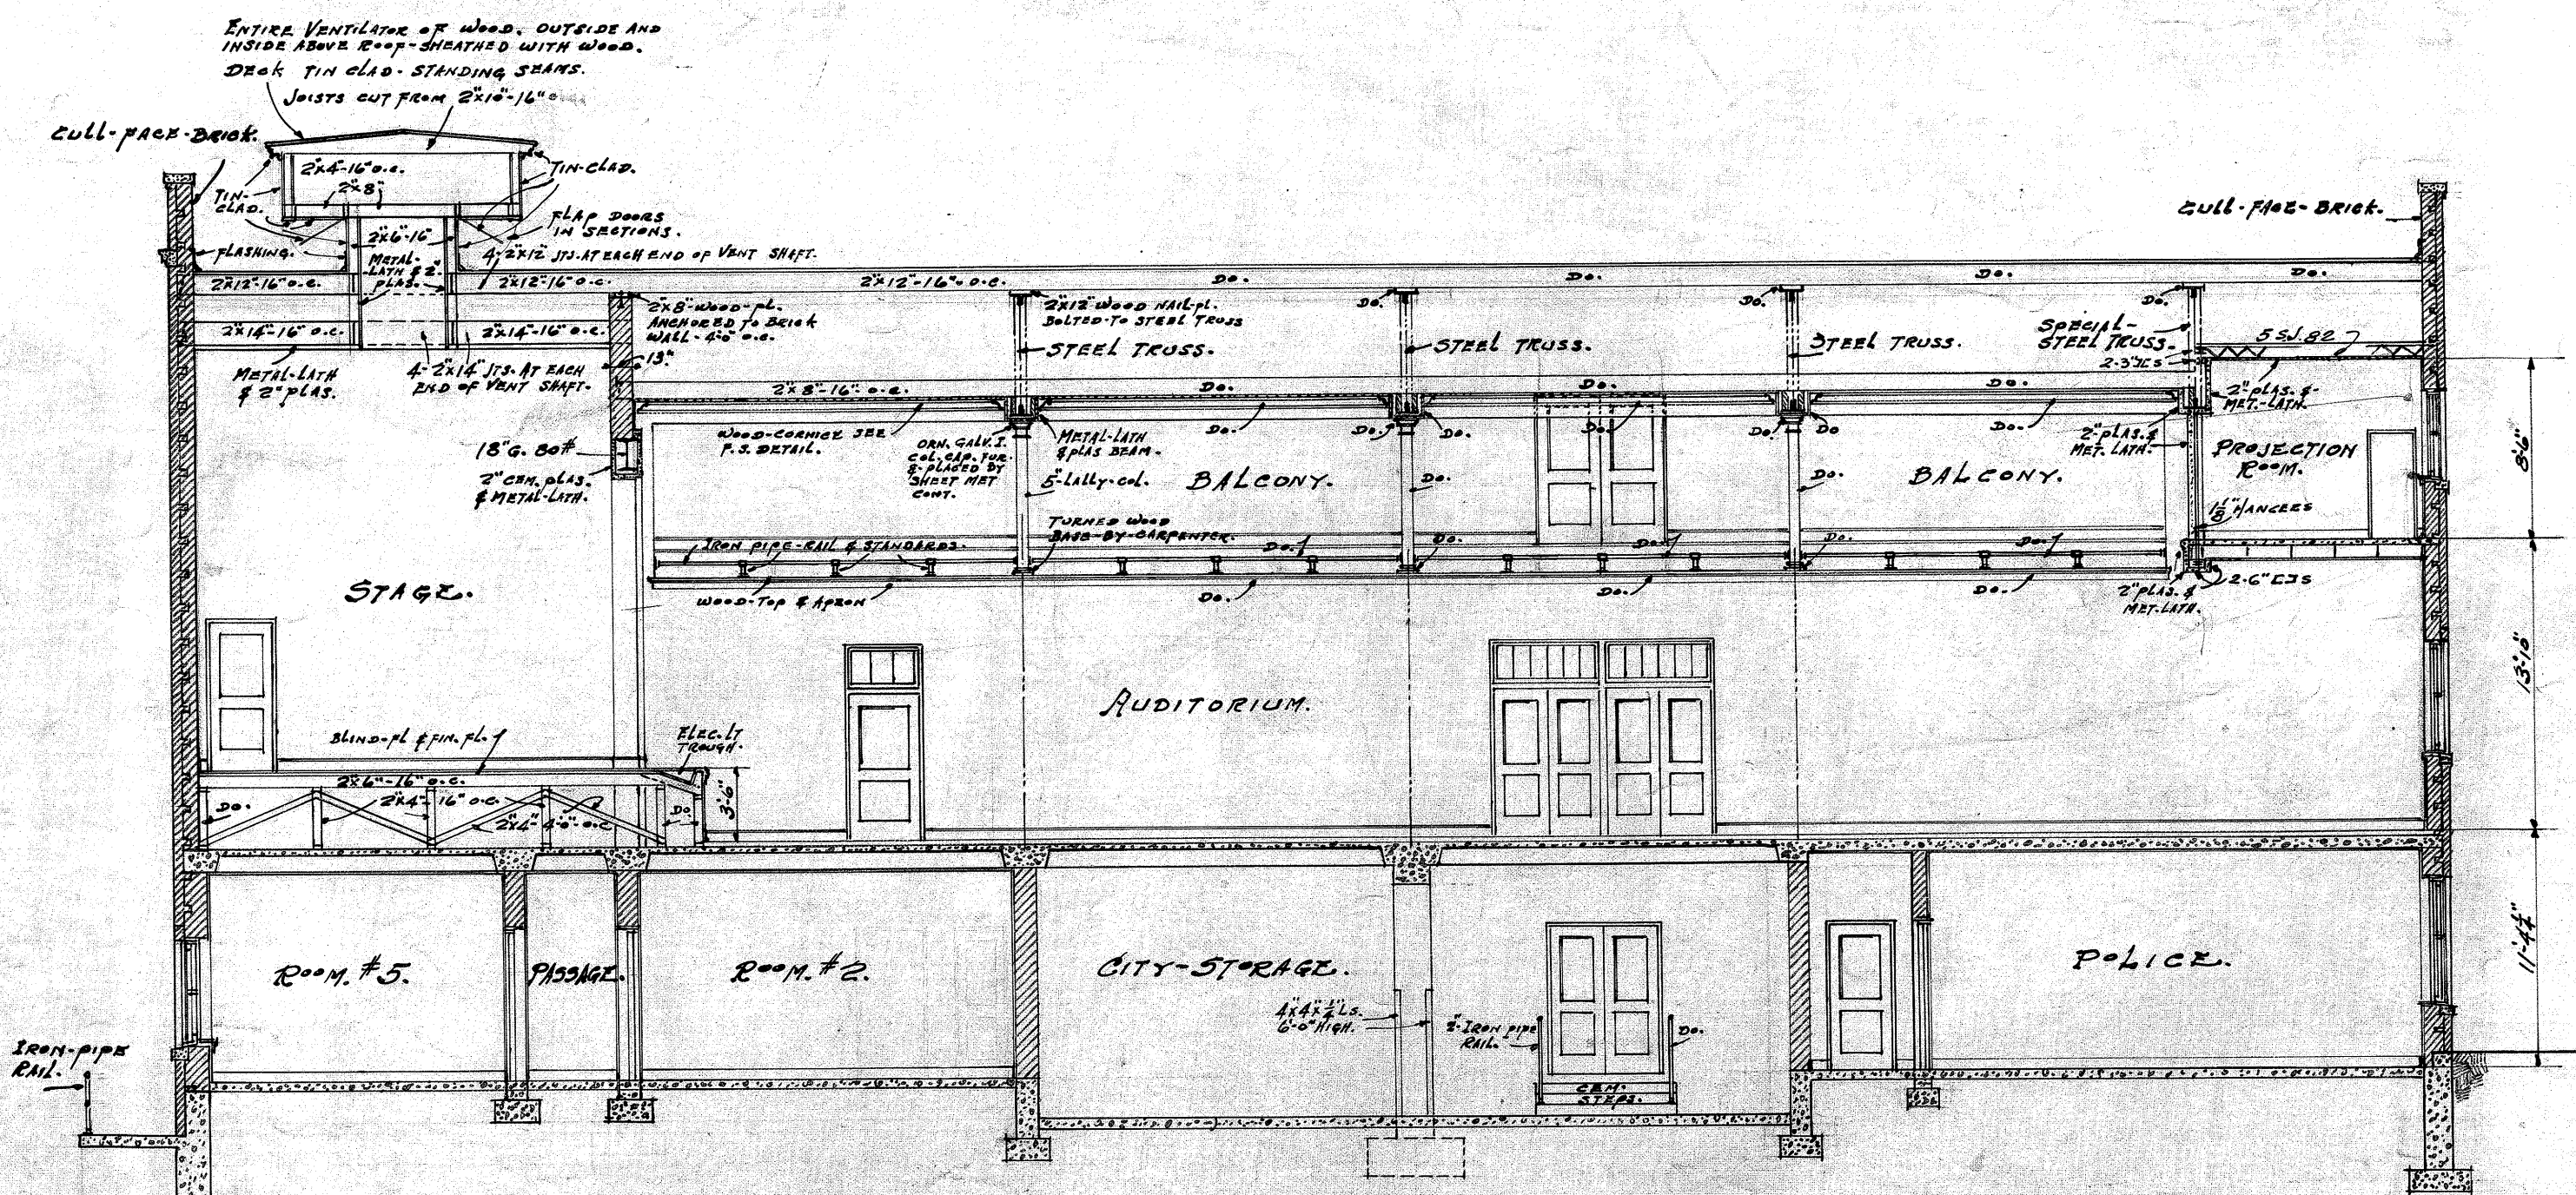 ENTIRE VENTILATOR OF WOOD. OUTSIDE AND
INSIDE ABOVE ROOF-SHEATHED WITH WOOD.
DECK TIN CLAD - STANDING SEAMS.
JOISTS CUT FROM 2"x10"-16"
CULL-FACE-BRICK.
2"x4"-16" O.C.
2"x8"
TIN-CLAD.
TIN-
CLAD.
FLAP DOORS
IN SECTIONS.
CULL-FACE-BRICK.
FLASHING.
2"x6"-16"
METAL-
LATH & 2"
PLAS.
4-2"x12" JTS. AT EACH END OF VENT SHAFT.
2"x12"-16" O.C.
2"x12"-16" O.C.
2"x12"-16"-O.C.
DO.
DO.
DO.
DO.
2"x8"-WOOD-PL.
ANCHORED TO BRICK
WALL-4'-0" O.C.
2"x12" WOOD NAIL-PL.
BOLTED-TO STEEL TRUSS
DO.
DO.
DO.
2"x14"-16" O.C.
2"x14"-16" O.C.
13"
STEEL TRUSS.
STEEL TRUSS.
STEEL TRUSS.
SPECIAL-
STEEL TRUSS.
5 S.J. 82
METAL-LATH
& 2" PLAS.
4-2"x14" JTS. AT EACH
END OF VENT SHAFT.
2"x8"-16" O.C.
DO.
DO.
DO.
2"PLAS. &
MET.-LATH.
WOOD-CORNICE SEE
F.S. DETAIL.
ORN. GALV. I.
COL. CAP. FUR.
& PLACED BY
SHEET MET
CONT.
METAL-LATH
& PLAS BEAM.
DO.
DO.
DO.
DO.
DO.
DO
DO.
2"PLAS. &
MET. LATH.
PROJECTION
ROOM.
8'-6"
18"G. 80#
2" CEM. PLAS.
& METAL-LATH.
5"-LALLY-COL.
BALCONY.
DO.
DO.
BALCONY.
1⅛" HANGERS
TURNED WOOD
BASE-BY-CARPENTER.
IRON PIPE-RAIL & STANDARDS.
DO.
DO.
DO.
DO.
DO.
STAGE.
WOOD-TOP & APRON
DO.
DO.
DO.
2"PLAS. &
MET-LATH.
13'-10"
AUDITORIUM.
BLIND-FL & FIN. FL.
ELEC. LT
TROUGH.
2"x6"-16" O.C.
DO.
2"x4"-16" O.C.
2"x4"-4'-0"-O.C
DO.
3'-6"
ROOM. #5.
PASSAGE.
ROOM. #2.
CITY-STORAGE.
POLICE.
4"x4"x¼" LS.
6'-0" HIGH.
2"-IRON PIPE
RAIL.
DO.
IRON-PIPE
RAIL.
CEM.
STEPS.